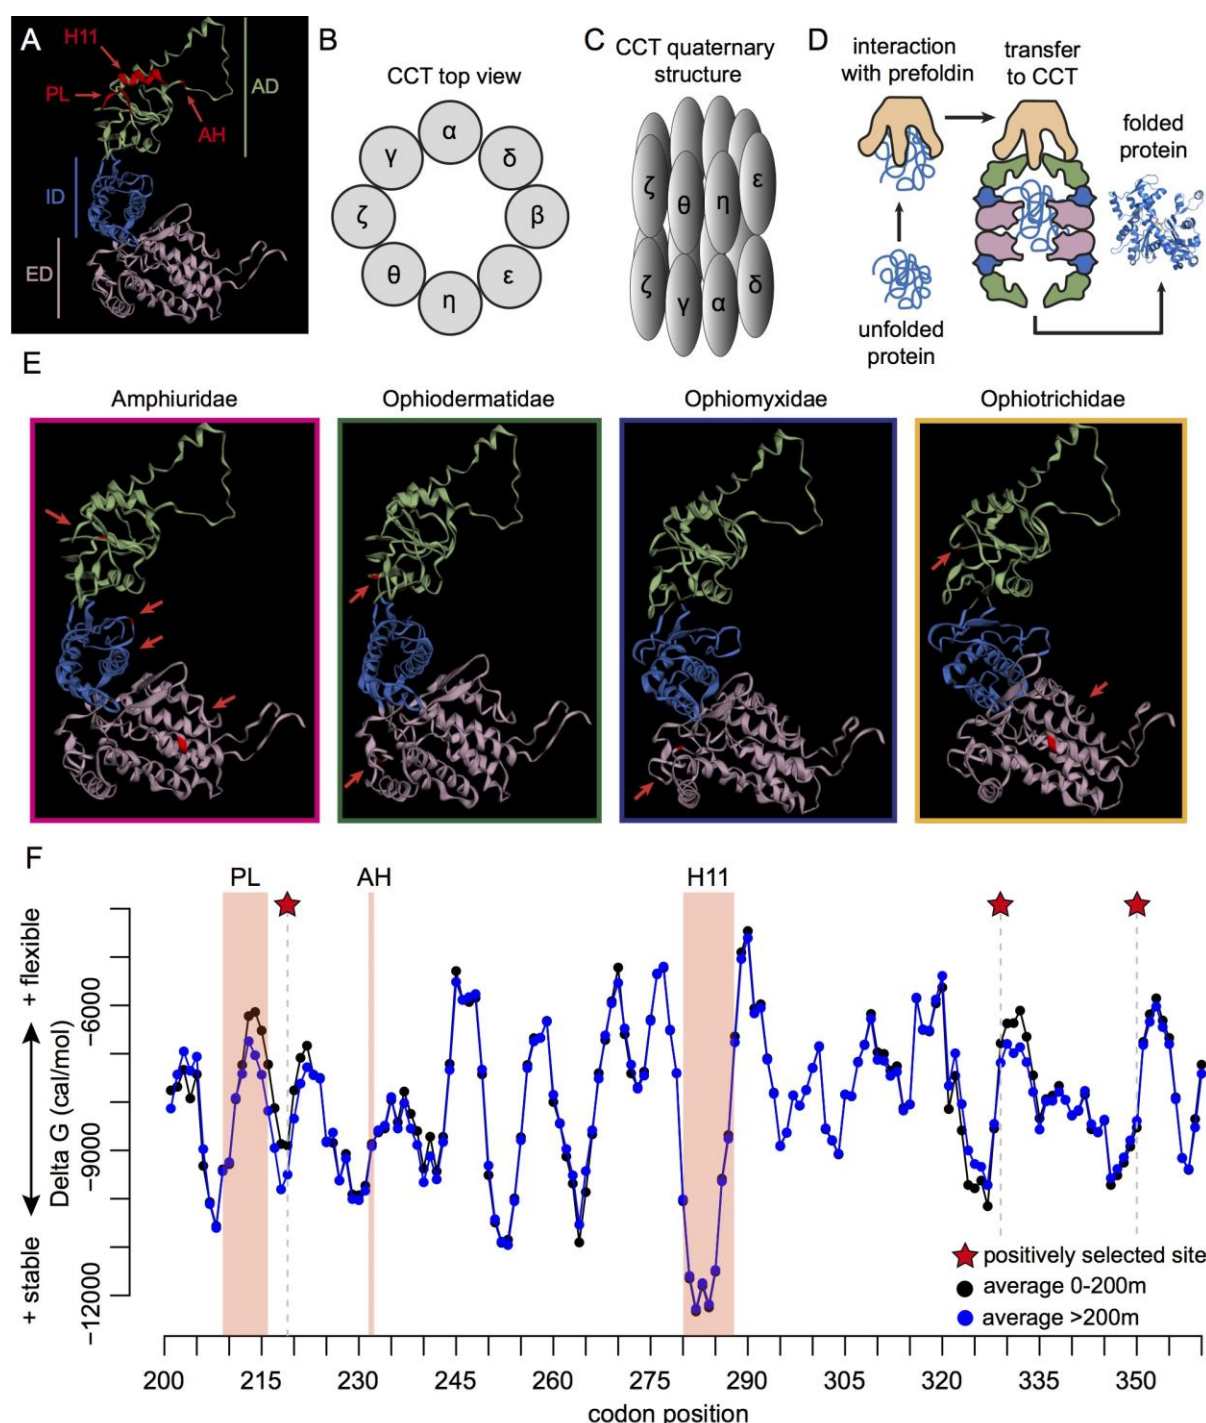 A
H11
PL
AD
AH
ID
ED
B
CCT top view
α
γ
δ
ζ
β
θ
ε
η
C
CCT quaternary
structure
ζ
θ
η
ε
ζ
γ
α
δ
D
interaction
with prefoldin
transfer
to CCT
folded
protein
unfolded
protein
E
Amphiuridae
Ophiodermatidae
Ophiomyxidae
Ophiotrichidae
F
PL
AH
H11
+ stable
+ flexible
Delta G (cal/mol)
−6000
−9000
−12000
positively selected site
average 0-200m
average >200m
200
215
230
245
260
275
290
305
320
335
350
codon position